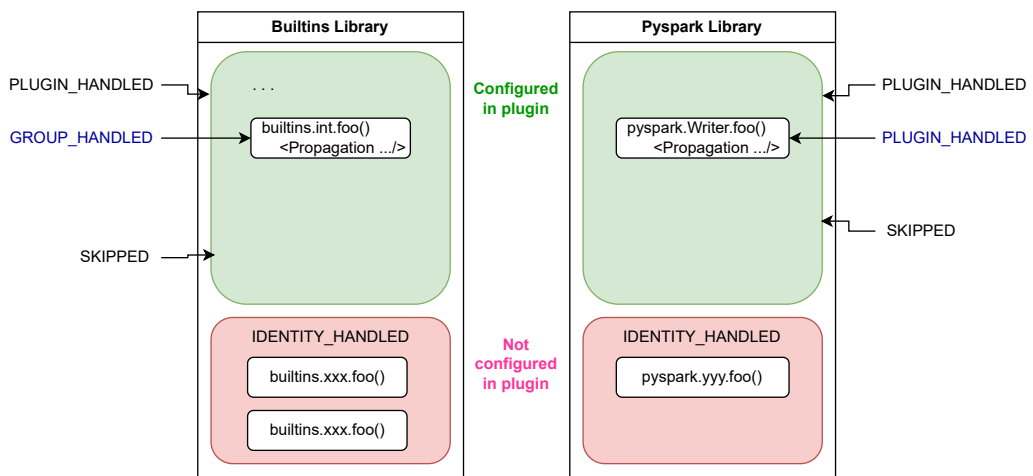 Builtins Library
Pyspark Library
PLUGIN_HANDLED
. . .
Configured
in plugin
PLUGIN_HANDLED
GROUP_HANDLED
builtins.int.foo()
<Propagation .../>
pyspark.Writer.foo()
<Propagation .../>
PLUGIN_HANDLED
SKIPPED
SKIPPED
IDENTITY_HANDLED
builtins.xxx.foo()
builtins.xxx.foo()
Not
configured
in plugin
IDENTITY_HANDLED
pyspark.yyy.foo()